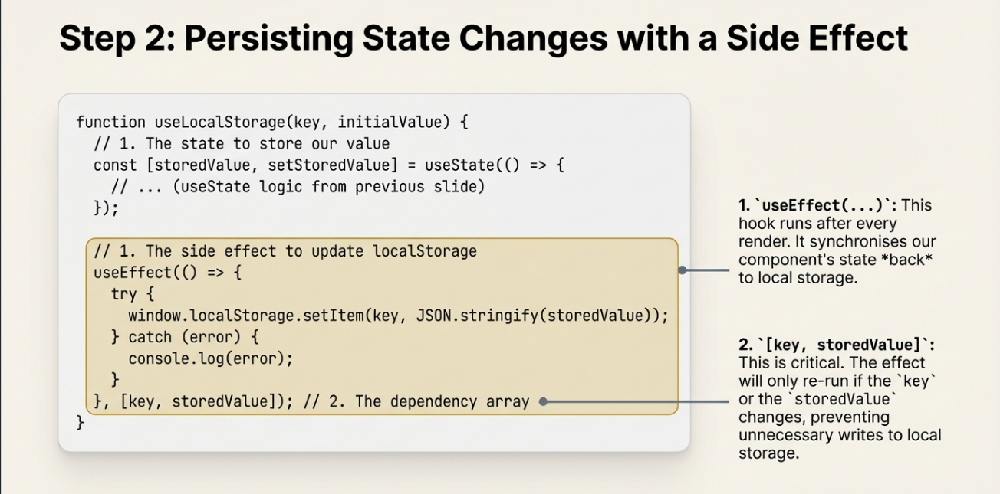 Step 2: Persisting State Changes with a Side Effect
function useLocalStorage(key, initialValue) {
  // 1. The state to store our value
  const [storedValue, setStoredValue] = useState(() => {
    // ... (useState logic from previous slide)
  });
  // 1. The side effect to update localStorage
  useEffect(() => {
    try {
      window.localStorage.setItem(key, JSON.stringify(storedValue));
    } catch (error) {
      console.log(error);
    }
  }, [key, storedValue]); // 2. The dependency array
}
1. `useEffect(...)`: This
hook runs after every
render. It synchronises our
component's state *back*
to local storage.
2. `[key, storedValue]`:
This is critical. The effect
will only re-run if the `key`
or the `storedValue`
changes, preventing
unnecessary writes to local
storage.